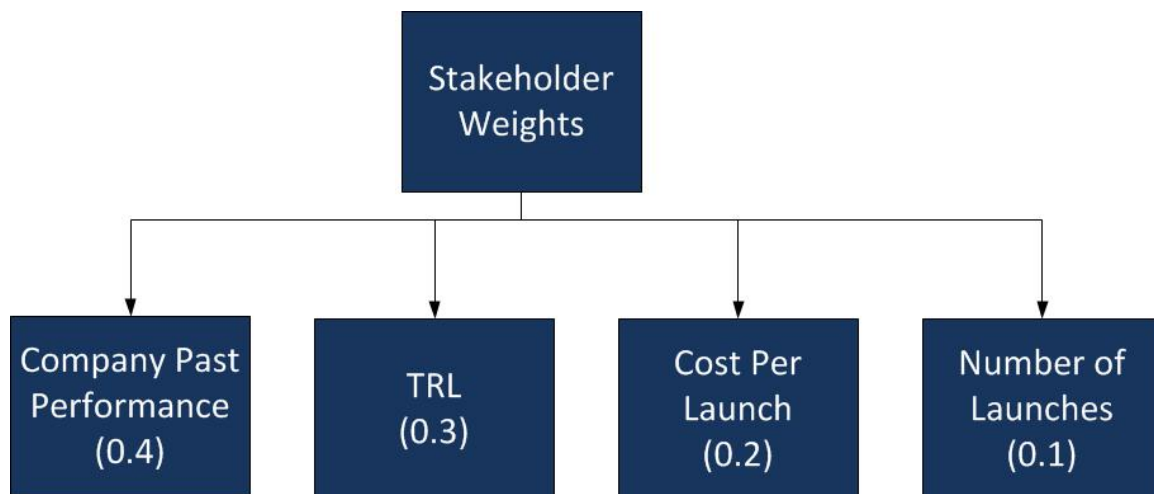 Stakeholder
Weights
Company Past
Performance
(0.4)
TRL
(0.3)
Cost Per
Launch
(0.2)
Number of
Launches
(0.1)